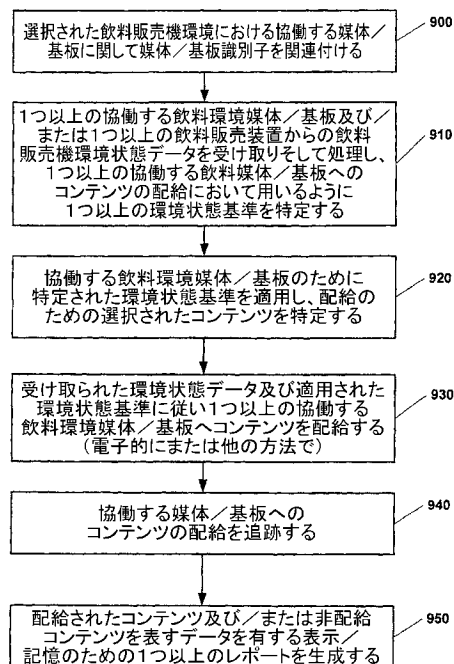 選択された飲料販売機環境における協働する媒体/
基板に関して媒体/基板識別子を関連付ける
900
1つ以上の協働する飲料環境媒体/基板及び/
または1つ以上の飲料販売装置からの飲料
販売機環境状態データを受け取りそして処理し、
1つ以上の協働する飲料媒体/基板への
コンテンツの配給において用いるように
1つ以上の環境状態基準を特定する
910
協働する飲料環境媒体/基板のために
特定された環境状態基準を適用し、配給の
ための選択されたコンテンツを特定する
920
受け取られた環境状態データ及び適用された
環境状態基準に従い1つ以上の協働する
飲料環境媒体/基板へコンテンツを配給する
(電子的にまたは他の方法で)
930
協働する媒体/基板への
コンテンツの配給を追跡する
940
配給されたコンテンツ及び/または非配給
コンテンツを表すデータを有する表示/
記憶のための1つ以上のレポートを生成する
950